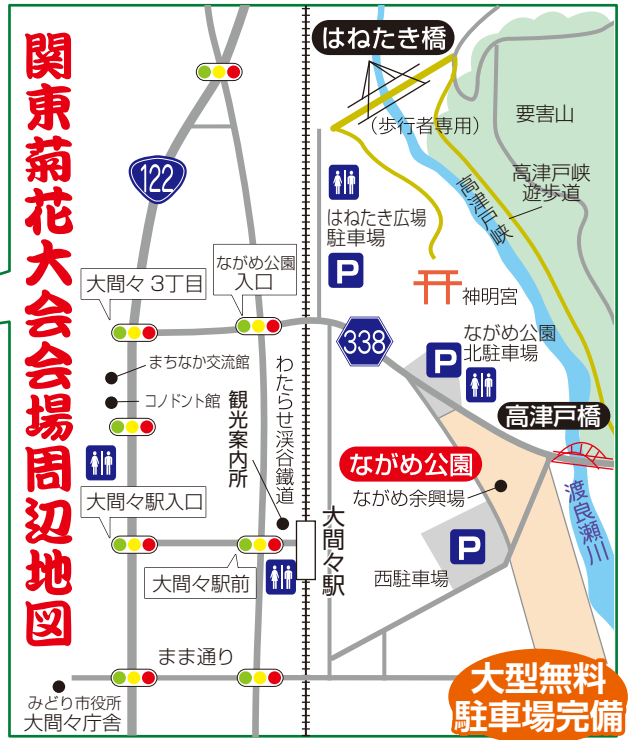 関東菊花大会会場周辺地図
はねたき橋
(歩行者専用)
要害山
高津戸峡
遊歩道
高津戸峡
122
はねたき広場
駐車場
P
神明宮
大間々 3丁目
ながめ公園
入口
338
ながめ公園
北駐車場
P
まちなか交流館
コノドント館
観光案内所
わたらせ渓谷鐵道
高津戸橋
ながめ公園
ながめ余興場
渡良瀬川
大間々駅入口
大間々駅
P
西駐車場
大間々駅前
まま通り
みどり市役所
大間々庁舎
大型無料
駐車場完備